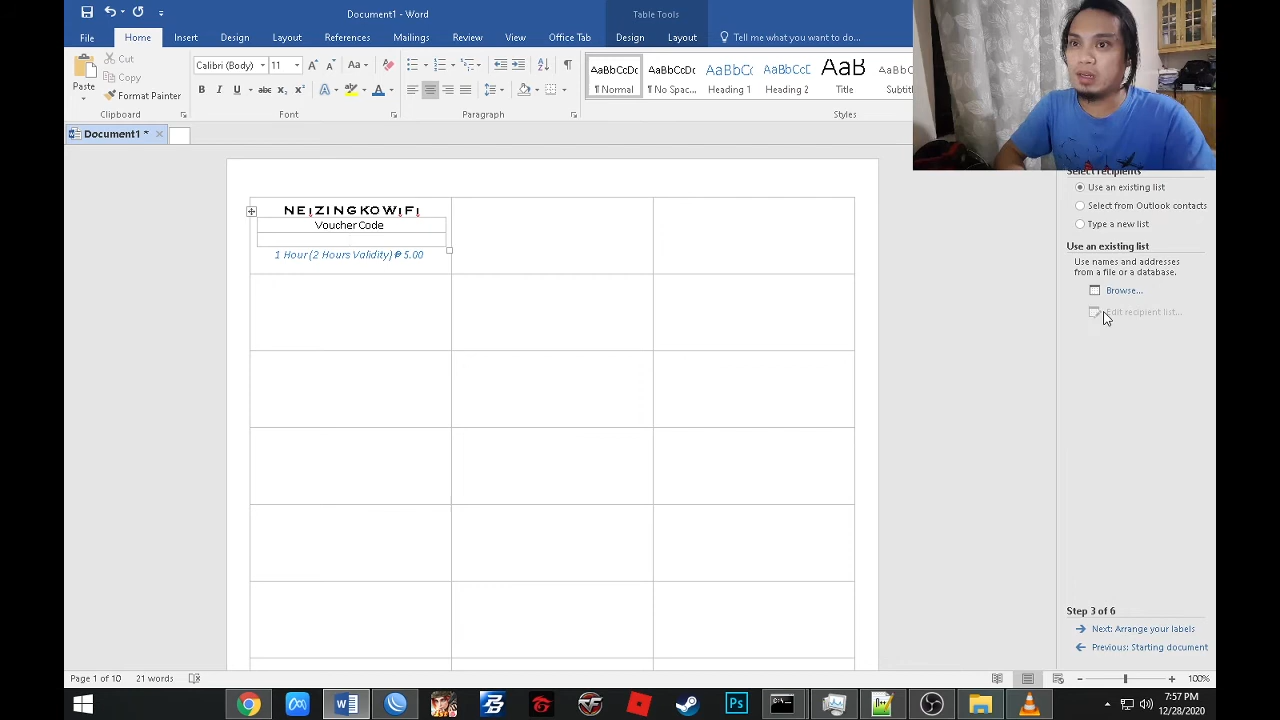 Document1 - Word
Table Tools
File
Home
Insert
Design
Layout
References
Mailings
Review
View
Office Tab
Design
Layout
Tell me what you want to do...
Paste
Cut
Copy
Format Painter
Clipboard
Calibri (Body)
11
Font
Paragraph
AaBbCcDc
¶ Normal
AaBbCcDc
¶ No Spac...
AaBbCc
Heading 1
AaBbCcC
Heading 2
AaB
Title
AaBbCcC
Subtitl
Styles
Document1 *
NEIZINGKOWIFI
Voucher Code
1 Hour (2 Hours Validity) ₱ 5.00
Select recipients
Use an existing list
Select from Outlook contacts
Type a new list
Use an existing list
Use names and addresses
from a file or a database.
Browse...
Edit recipient list...
Step 3 of 6
Next: Arrange your labels
Previous: Starting document
Page 1 of 10
21 words
100%
7:57 PM
12/28/2020